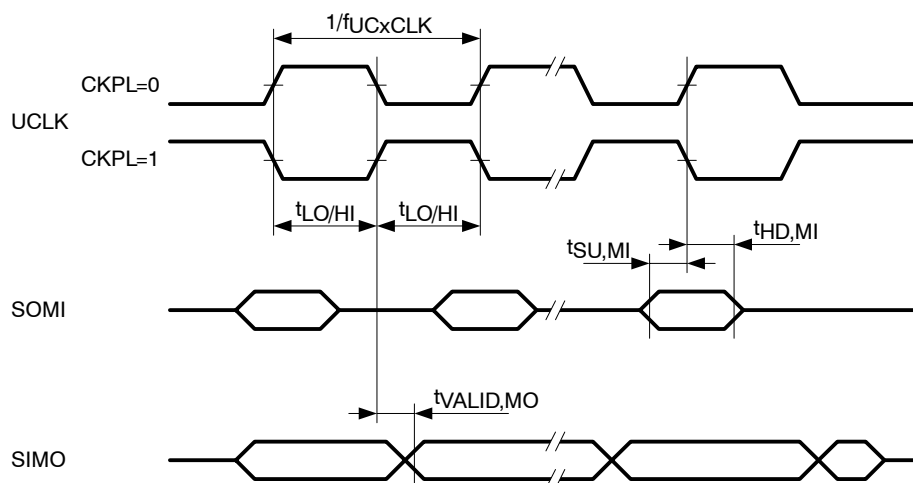 1/fUCxCLK
CKPL=0
UCLK
CKPL=1
tLO/HI tLO/HI
tHD,MI
tSU,MI
SOMI
tVALID,MO
SIMO